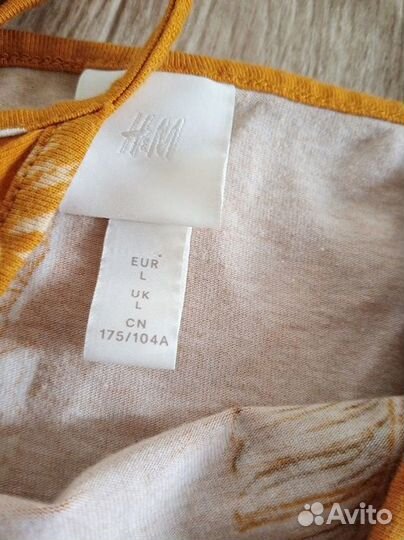 H&M
EUR
L
UK
L
CN
175/104A
Avito